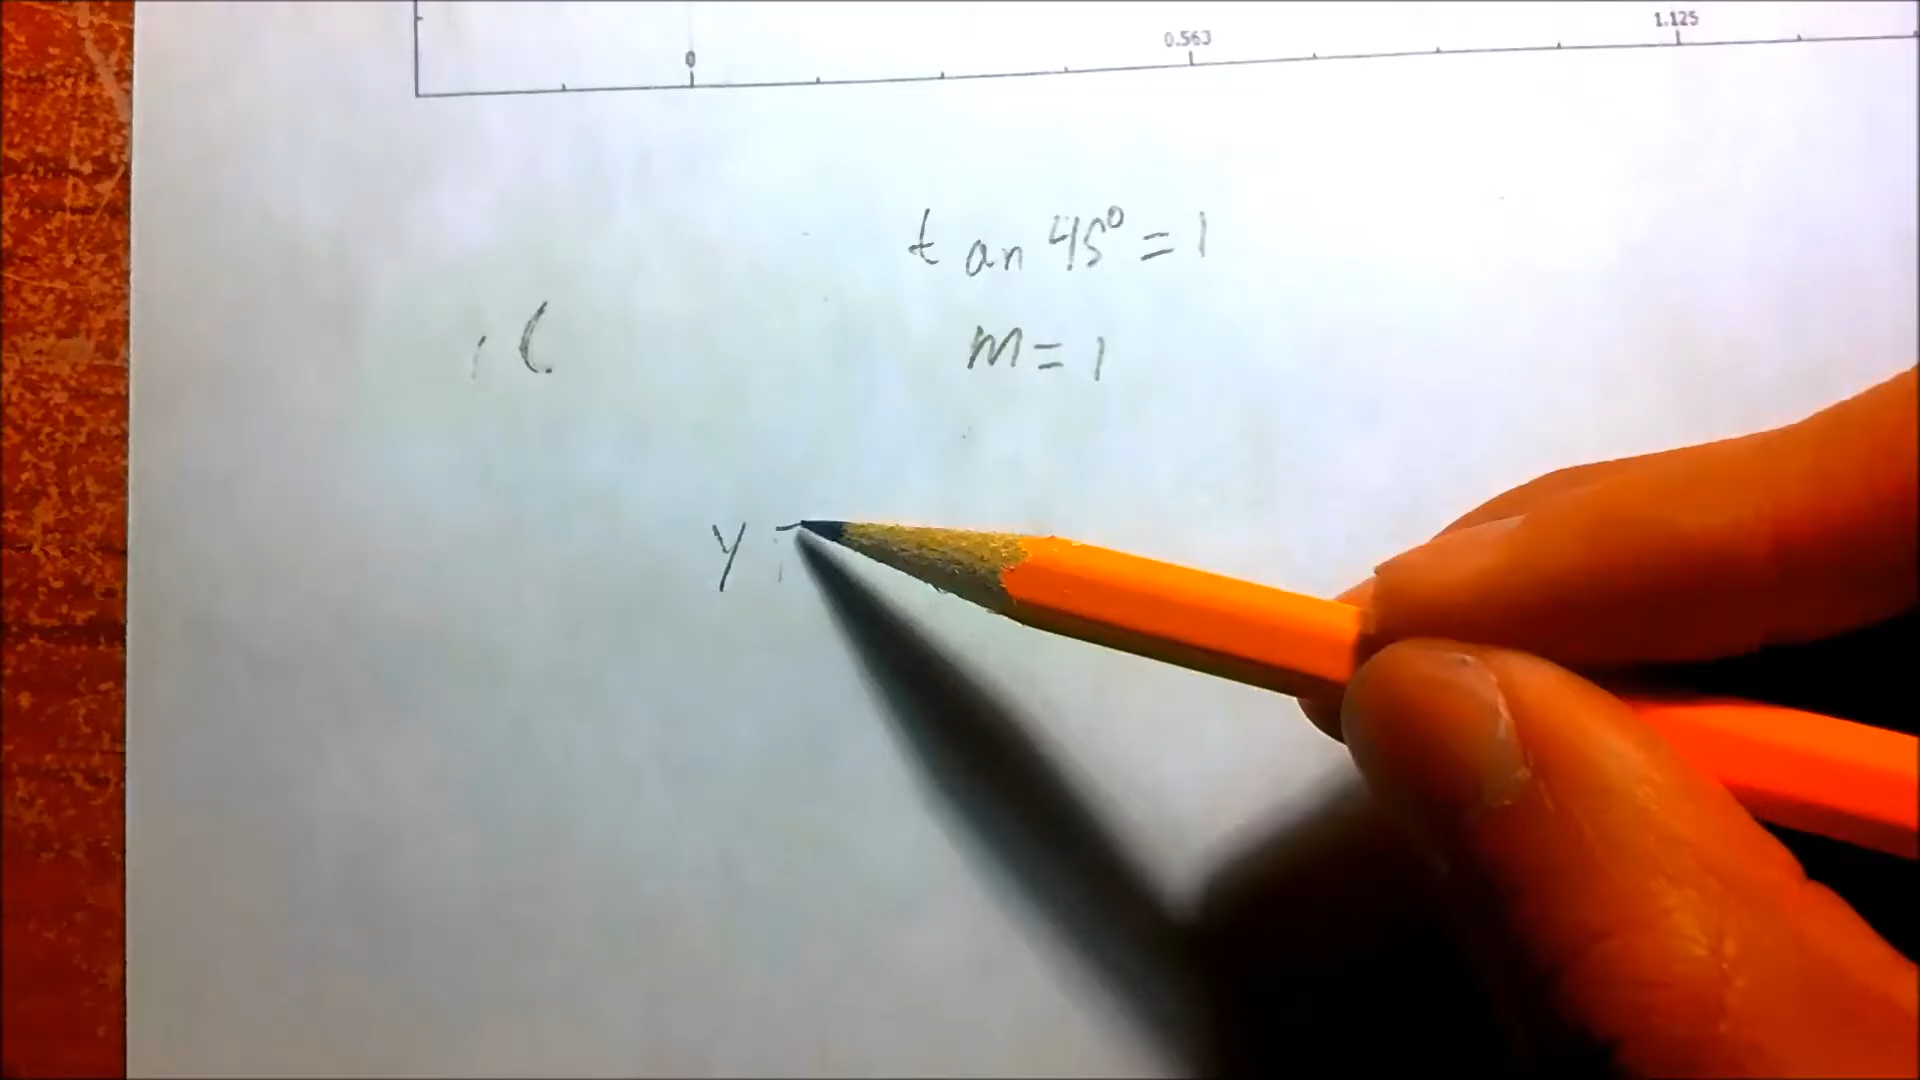 0 0.563 1.125
tan 45° = 1
( m = 1
y =